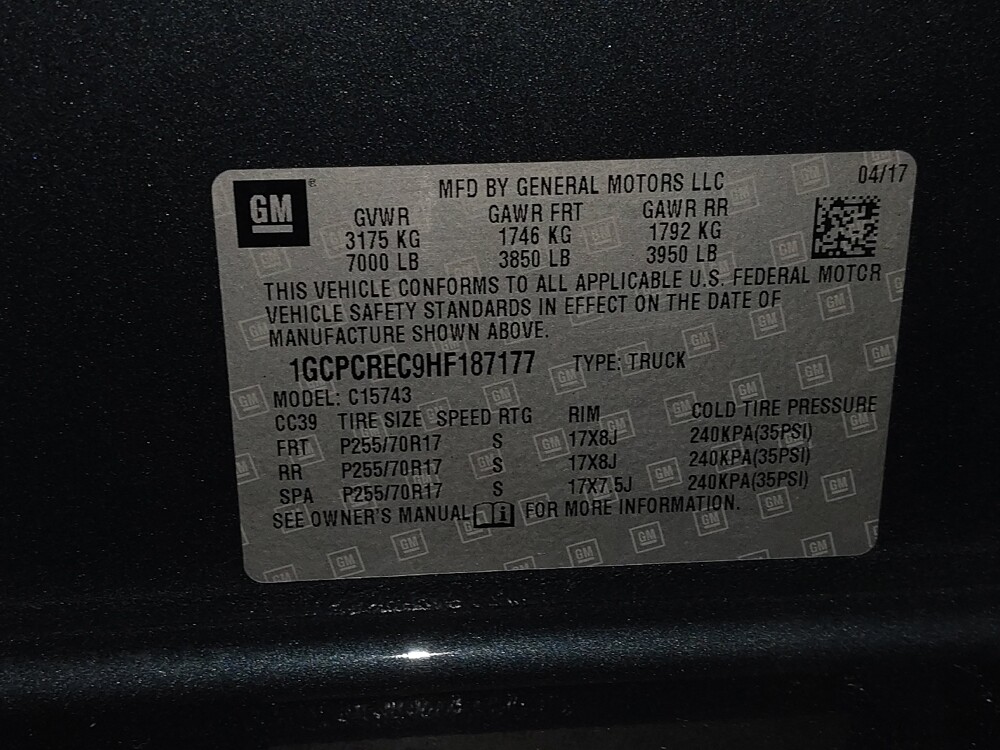 GM ®
MFD BY GENERAL MOTORS LLC 04/17
GVWR GAWR FRT GAWR RR
3175 KG 1746 KG 1792 KG
7000 LB 3850 LB 3950 LB
THIS VEHICLE CONFORMS TO ALL APPLICABLE U.S. FEDERAL MOTOR
VEHICLE SAFETY STANDARDS IN EFFECT ON THE DATE OF
MANUFACTURE SHOWN ABOVE.
1GCPCREC9HF187177 TYPE: TRUCK
MODEL: C15743
CC39 TIRE SIZE SPEED RTG RIM COLD TIRE PRESSURE
FRT P255/70R17 S 17X8J 240KPA(35PSI)
RR P255/70R17 S 17X8J 240KPA(35PSI)
SPA P255/70R17 S 17X7.5J 240KPA(35PSI)
SEE OWNER'S MANUAL i FOR MORE INFORMATION.